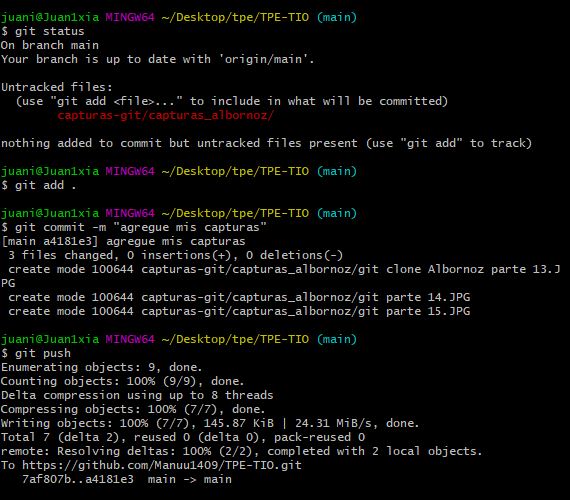 juani@Juan1xia MINGW64 ~/Desktop/tpe/TPE-TIO (main)
$ git status
On branch main
Your branch is up to date with 'origin/main'.

Untracked files:
  (use "git add <file>..." to include in what will be committed)
        capturas-git/capturas_albornoz/

nothing added to commit but untracked files present (use "git add" to track)

juani@Juan1xia MINGW64 ~/Desktop/tpe/TPE-TIO (main)
$ git add .

juani@Juan1xia MINGW64 ~/Desktop/tpe/TPE-TIO (main)
$ git commit -m "agregue mis capturas"
[main a4181e3] agregue mis capturas
 3 files changed, 0 insertions(+), 0 deletions(-)
 create mode 100644 capturas-git/capturas_albornoz/git clone Albornoz parte 13.J
PG
 create mode 100644 capturas-git/capturas_albornoz/git parte 14.JPG
 create mode 100644 capturas-git/capturas_albornoz/git parte 15.JPG

juani@Juan1xia MINGW64 ~/Desktop/tpe/TPE-TIO (main)
$ git push
Enumerating objects: 9, done.
Counting objects: 100% (9/9), done.
Delta compression using up to 8 threads
Compressing objects: 100% (7/7), done.
Writing objects: 100% (7/7), 145.87 KiB | 24.31 MiB/s, done.
Total 7 (delta 2), reused 0 (delta 0), pack-reused 0
remote: Resolving deltas: 100% (2/2), completed with 2 local objects.
To https://github.com/Manuu1409/TPE-TIO.git
   7af807b..a4181e3  main -> main